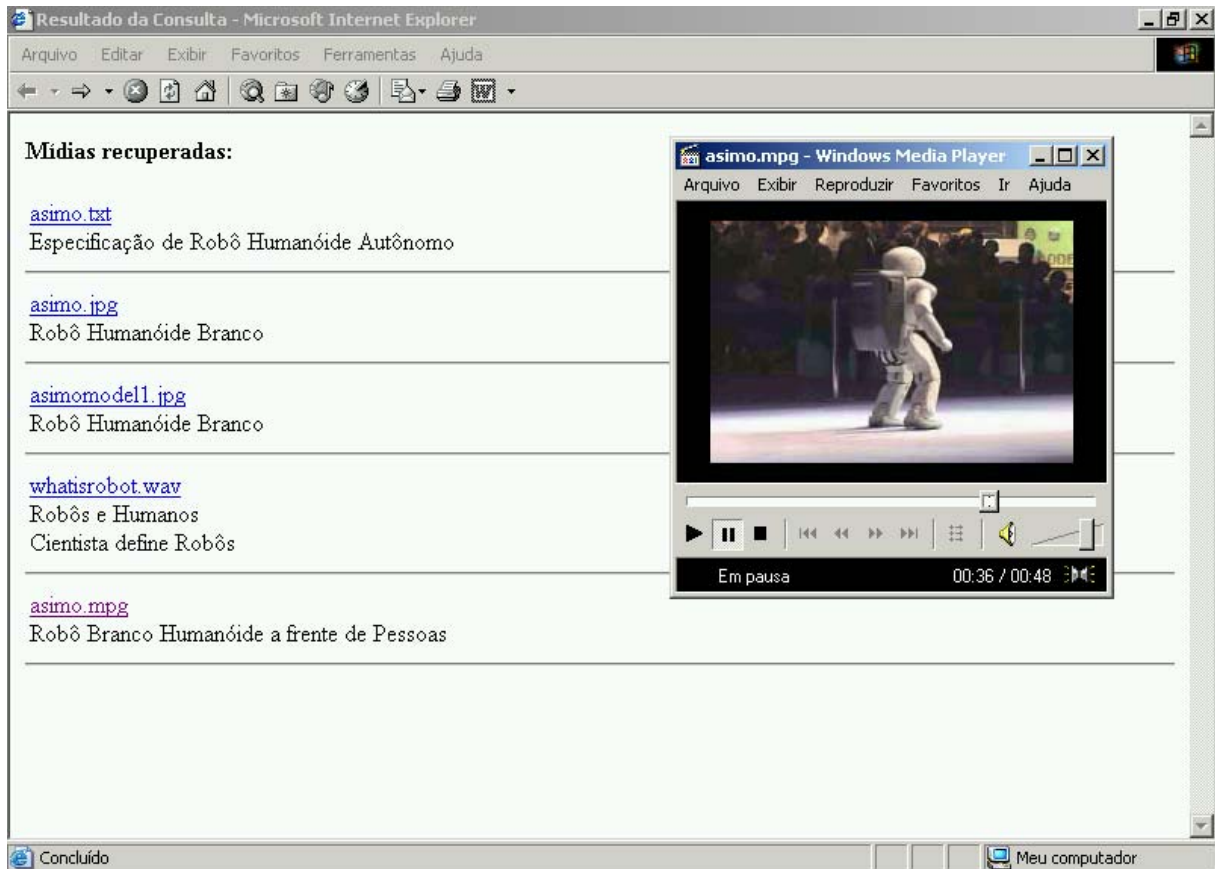 Resultado da Consulta - Microsoft Internet Explorer
Arquivo Editar Exibir Favoritos Ferramentas Ajuda
Mídias recuperadas:
asimo.txt
Especificação de Robô Humanóide Autônomo
asimo.jpg
Robô Humanóide Branco
asimomodel1.jpg
Robô Humanóide Branco
whatisrobot.wav
Robôs e Humanos
Cientista define Robôs
asimo.mpg
Robô Branco Humanóide a frente de Pessoas
asimo.mpg - Windows Media Player
Arquivo Exibir Reproduzir Favoritos Ir Ajuda
Em pausa 00:36 / 00:48
Concluído Meu computador